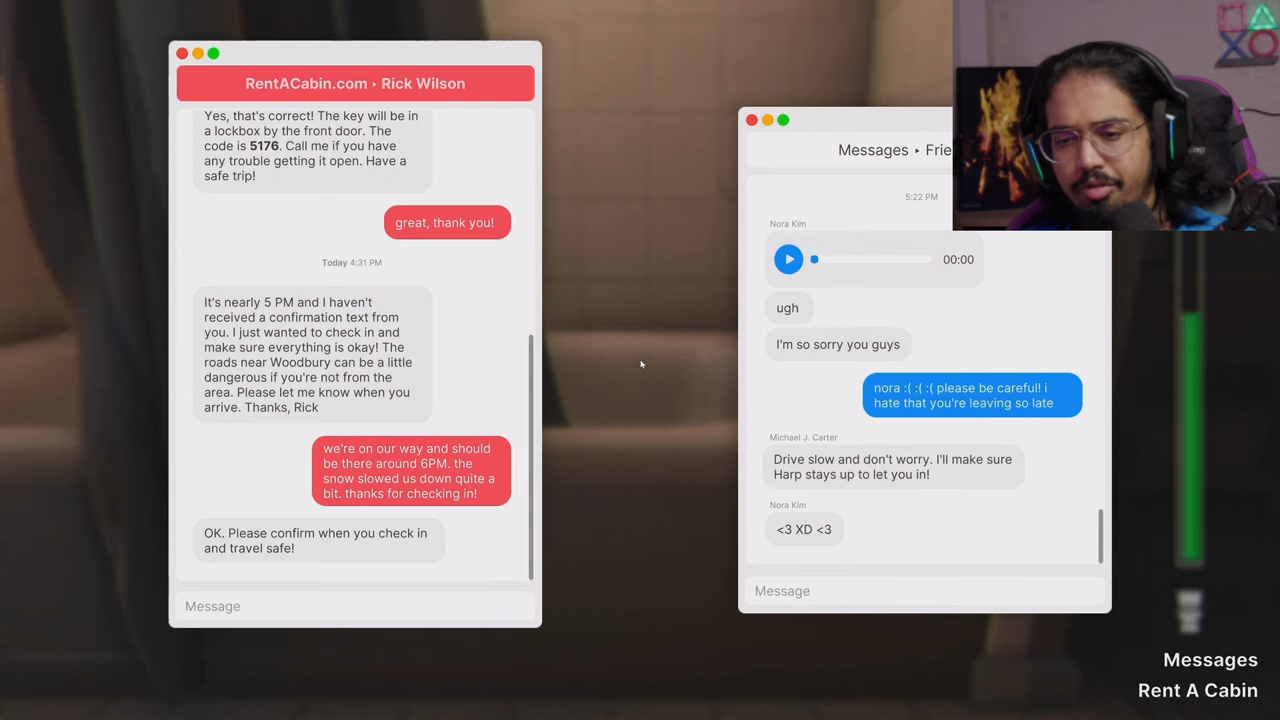 RentACabin.com ‣ Rick Wilson
Yes, that's correct! The key will be in
a lockbox by the front door. The
code is 5176. Call me if you have
any trouble getting it open. Have a
safe trip!
great, thank you!
Today 4:31 PM
It's nearly 5 PM and I haven't
received a confirmation text from
you. I just wanted to check in and
make sure everything is okay! The
roads near Woodbury can be a little
dangerous if you're not from the
area. Please let me know when you
arrive. Thanks, Rick
we're on our way and should
be there around 6PM. the
snow slowed us down quite a
bit. thanks for checking in!
OK. Please confirm when you check in
and travel safe!
Message
Messages ‣ Frie
5:22 PM
Nora Kim
00:00
ugh
I'm so sorry you guys
nora :( :( :( please be careful! i
hate that you're leaving so late
Michael J. Carter
Drive slow and don't worry. I'll make sure
Harp stays up to let you in!
Nora Kim
<3 XD <3
Message
Messages
Rent A Cabin